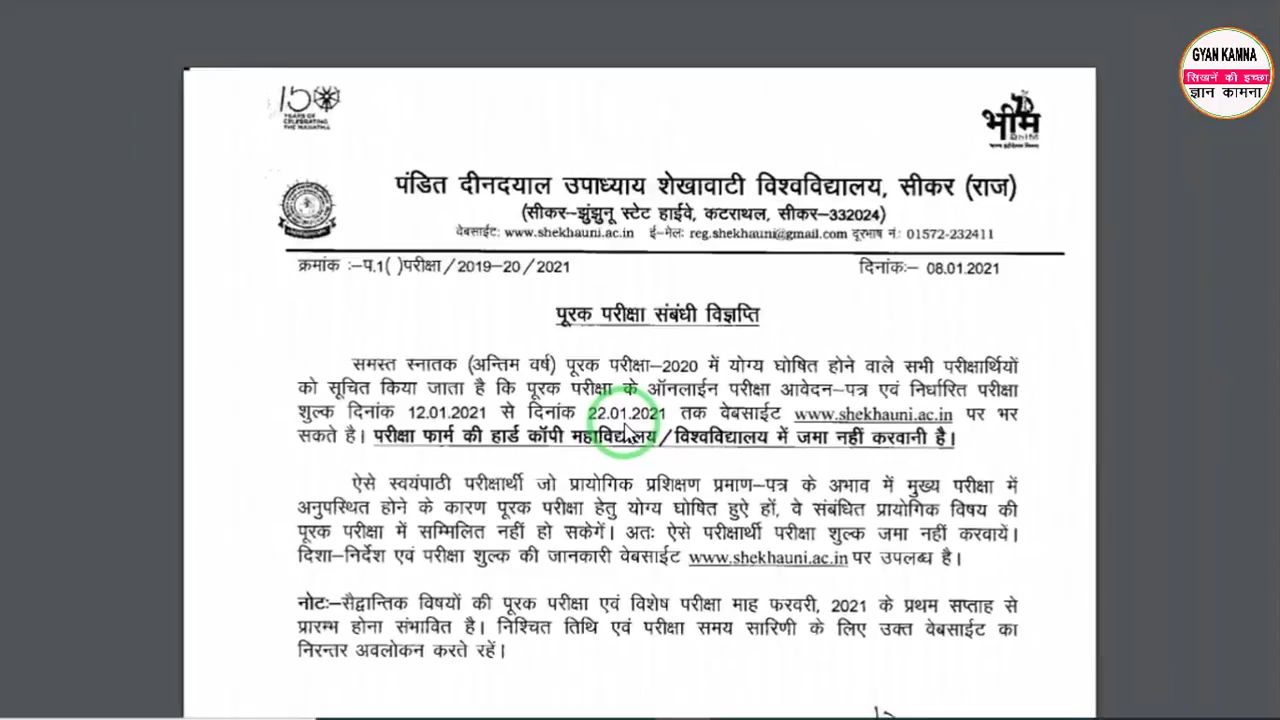 GYAN KAMNA
सिखनें की इच्छा
ज्ञान कामना
150
YEARS OF
CELEBRATING
THE MAHATMA
भीम
BHIM
पंडित दीनदयाल उपाध्याय शेखावाटी विश्वविद्यालय, सीकर (राज)
(सीकर–झुंझुनू स्टेट हाईवे, कटराथल, सीकर–332024)
वेबसाईट: www.shekhauni.ac.in ई–मेल: reg.shekhauni@gmail.com दूरभाष नं: 01572-232411
क्रमांक :–प.1( )परीक्षा/2019–20/2021 दिनांकः– 08.01.2021
पूरक परीक्षा संबंधी विज्ञप्ति
समस्त स्नातक (अन्तिम वर्ष) पूरक परीक्षा–2020 में योग्य घोषित होने वाले सभी परीक्षार्थियों
को सूचित किया जाता है कि पूरक परीक्षा के ऑनलाईन परीक्षा आवेदन–पत्र एवं निर्धारित परीक्षा
शुल्क दिनांक 12.01.2021 से दिनांक 22.01.2021 तक वेबसाईट www.shekhauni.ac.in पर भर
सकते है। परीक्षा फार्म की हार्ड कॉपी महाविद्यालय/विश्वविद्यालय में जमा नहीं करवानी है।
ऐसे स्वयंपाठी परीक्षार्थी जो प्रायोगिक प्रशिक्षण प्रमाण–पत्र के अभाव में मुख्य परीक्षा में
अनुपस्थित होने के कारण पूरक परीक्षा हेतु योग्य घोषित हुऐ हों, वे संबंधित प्रायोगिक विषय की
पूरक परीक्षा में सम्मिलित नहीं हो सकेगें। अतः ऐसे परीक्षार्थी परीक्षा शुल्क जमा नहीं करवायें।
दिशा–निर्देश एवं परीक्षा शुल्क की जानकारी वेबसाईट www.shekhauni.ac.in पर उपलब्ध है।
नोटः–सैद्वान्तिक विषयों की पूरक परीक्षा एवं विशेष परीक्षा माह फरवरी, 2021 के प्रथम सप्ताह से
प्रारम्भ होना संभावित है। निश्चित तिथि एवं परीक्षा समय सारिणी के लिए उक्त वेबसाईट का
निरन्तर अवलोकन करते रहें।